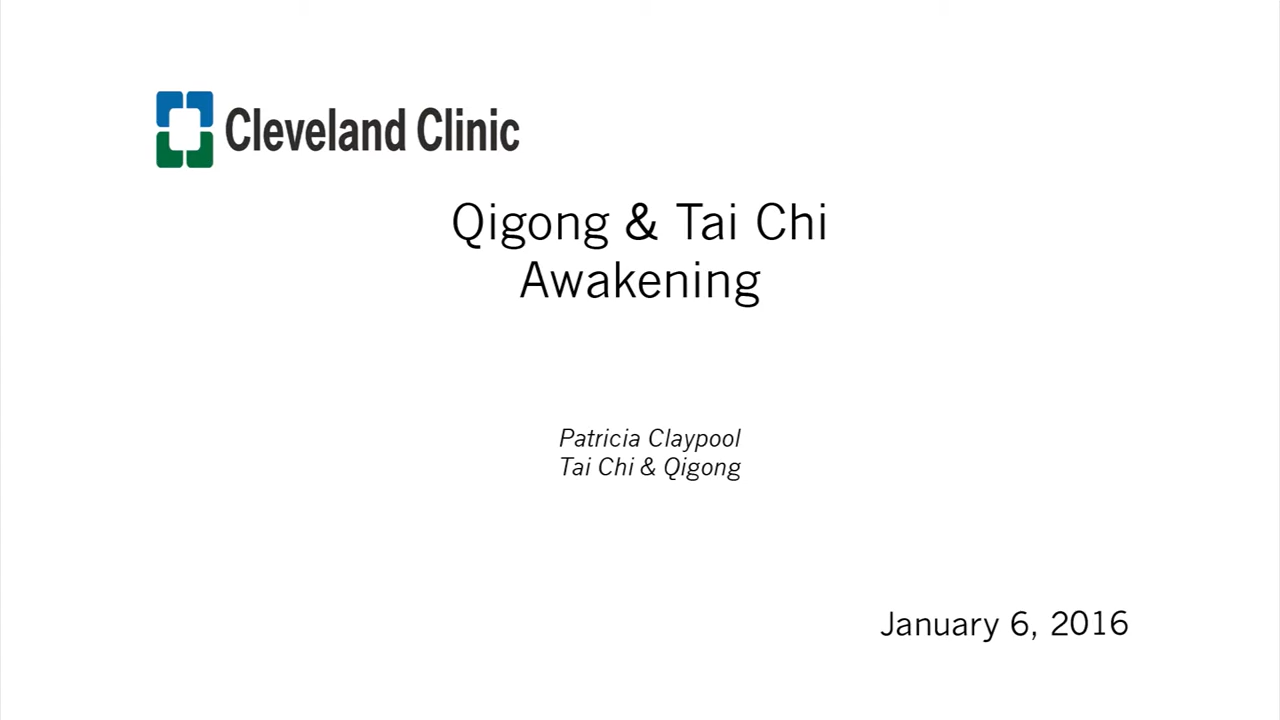 Cleveland Clinic
Qigong & Tai Chi
Awakening
Patricia Claypool
Tai Chi & Qigong
January 6, 2016